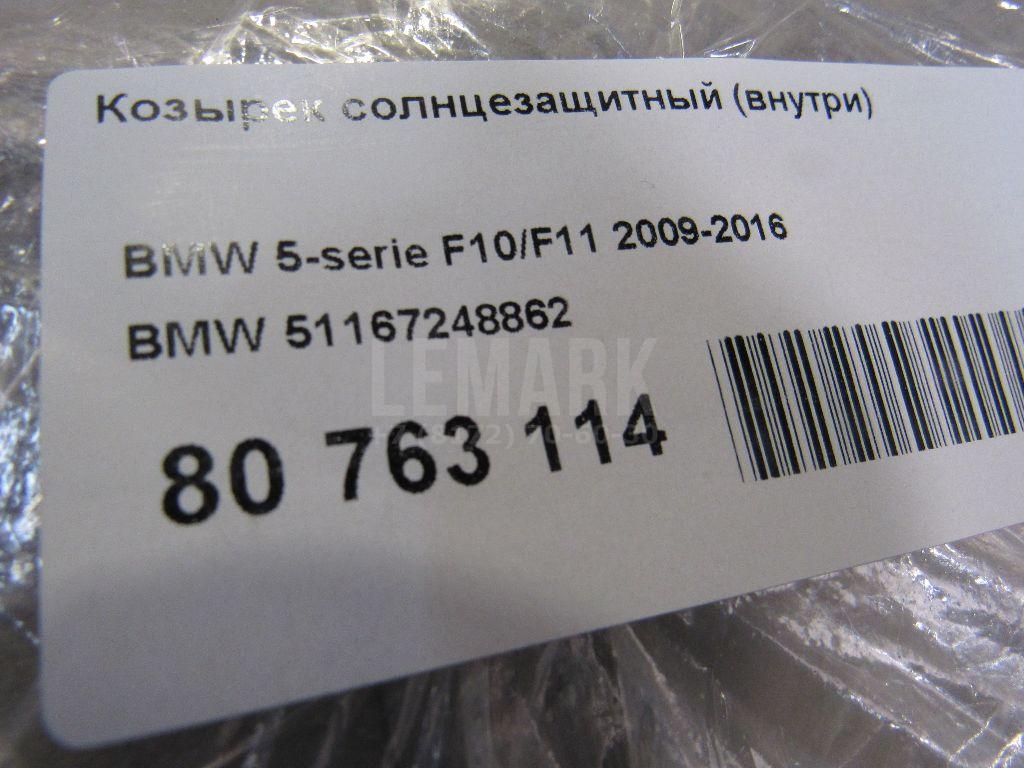 Козырек солнцезащитный (внутри)
BMW 5-serie F10/F11 2009-2016
BMW 51167248862
LEMARK
80 763 114